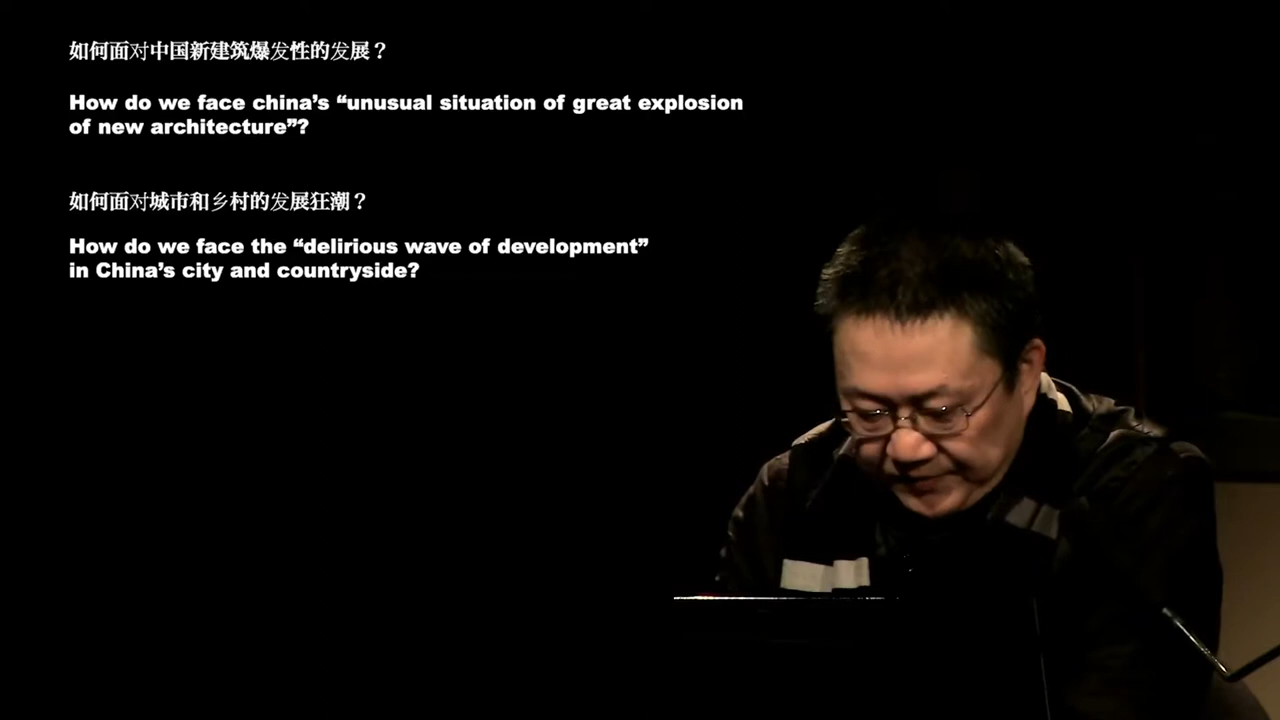 如何面对中国新建筑爆发性的发展？
How do we face china’s “unusual situation of great explosion
of new architecture”?
如何面对城市和乡村的发展狂潮？
How do we face the “delirious wave of development”
in China’s city and countryside?